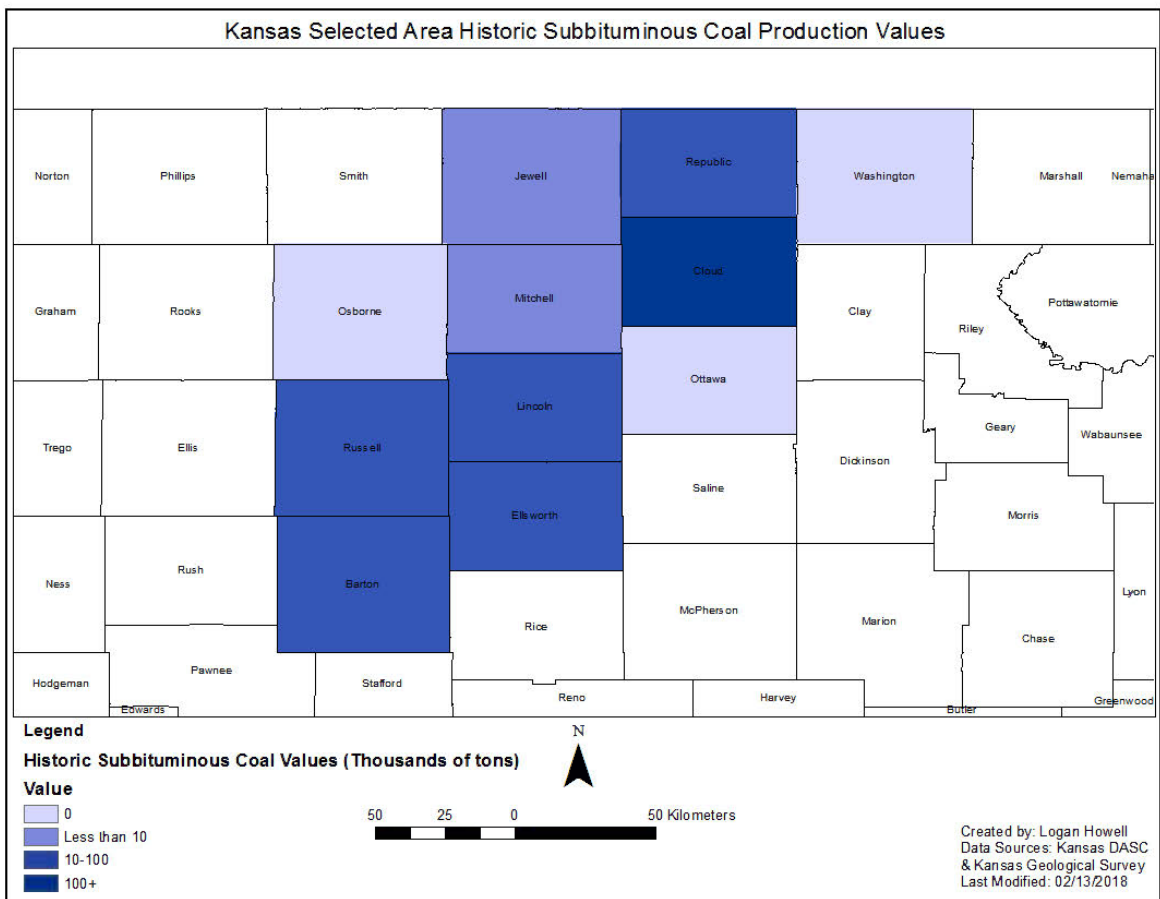 Kansas Selected Area Historic Subbituminous Coal Production Values
Norton
Phillips
Smith
Jewell
Republic
Washington
Marshall
Nemaha
Graham
Rooks
Osborne
Mitchell
Cloud
Clay
Riley
Pottawatomie
Trego
Ellis
Russell
Lincoln
Ottawa
Dickinson
Geary
Wabaunsee
Ness
Rush
Barton
Ellsworth
Saline
Morris
Lyon
Hodgeman
Pawnee
Edwards
Stafford
Rice
Reno
McPherson
Harvey
Marion
Butler
Chase
Greenwood
Legend
Historic Subbituminous Coal Values (Thousands of tons)
Value
0
Less than 10
10-100
100+
N
50 25 0 50 Kilometers
Created by: Logan Howell
Data Sources: Kansas DASC
& Kansas Geological Survey
Last Modified: 02/13/2018